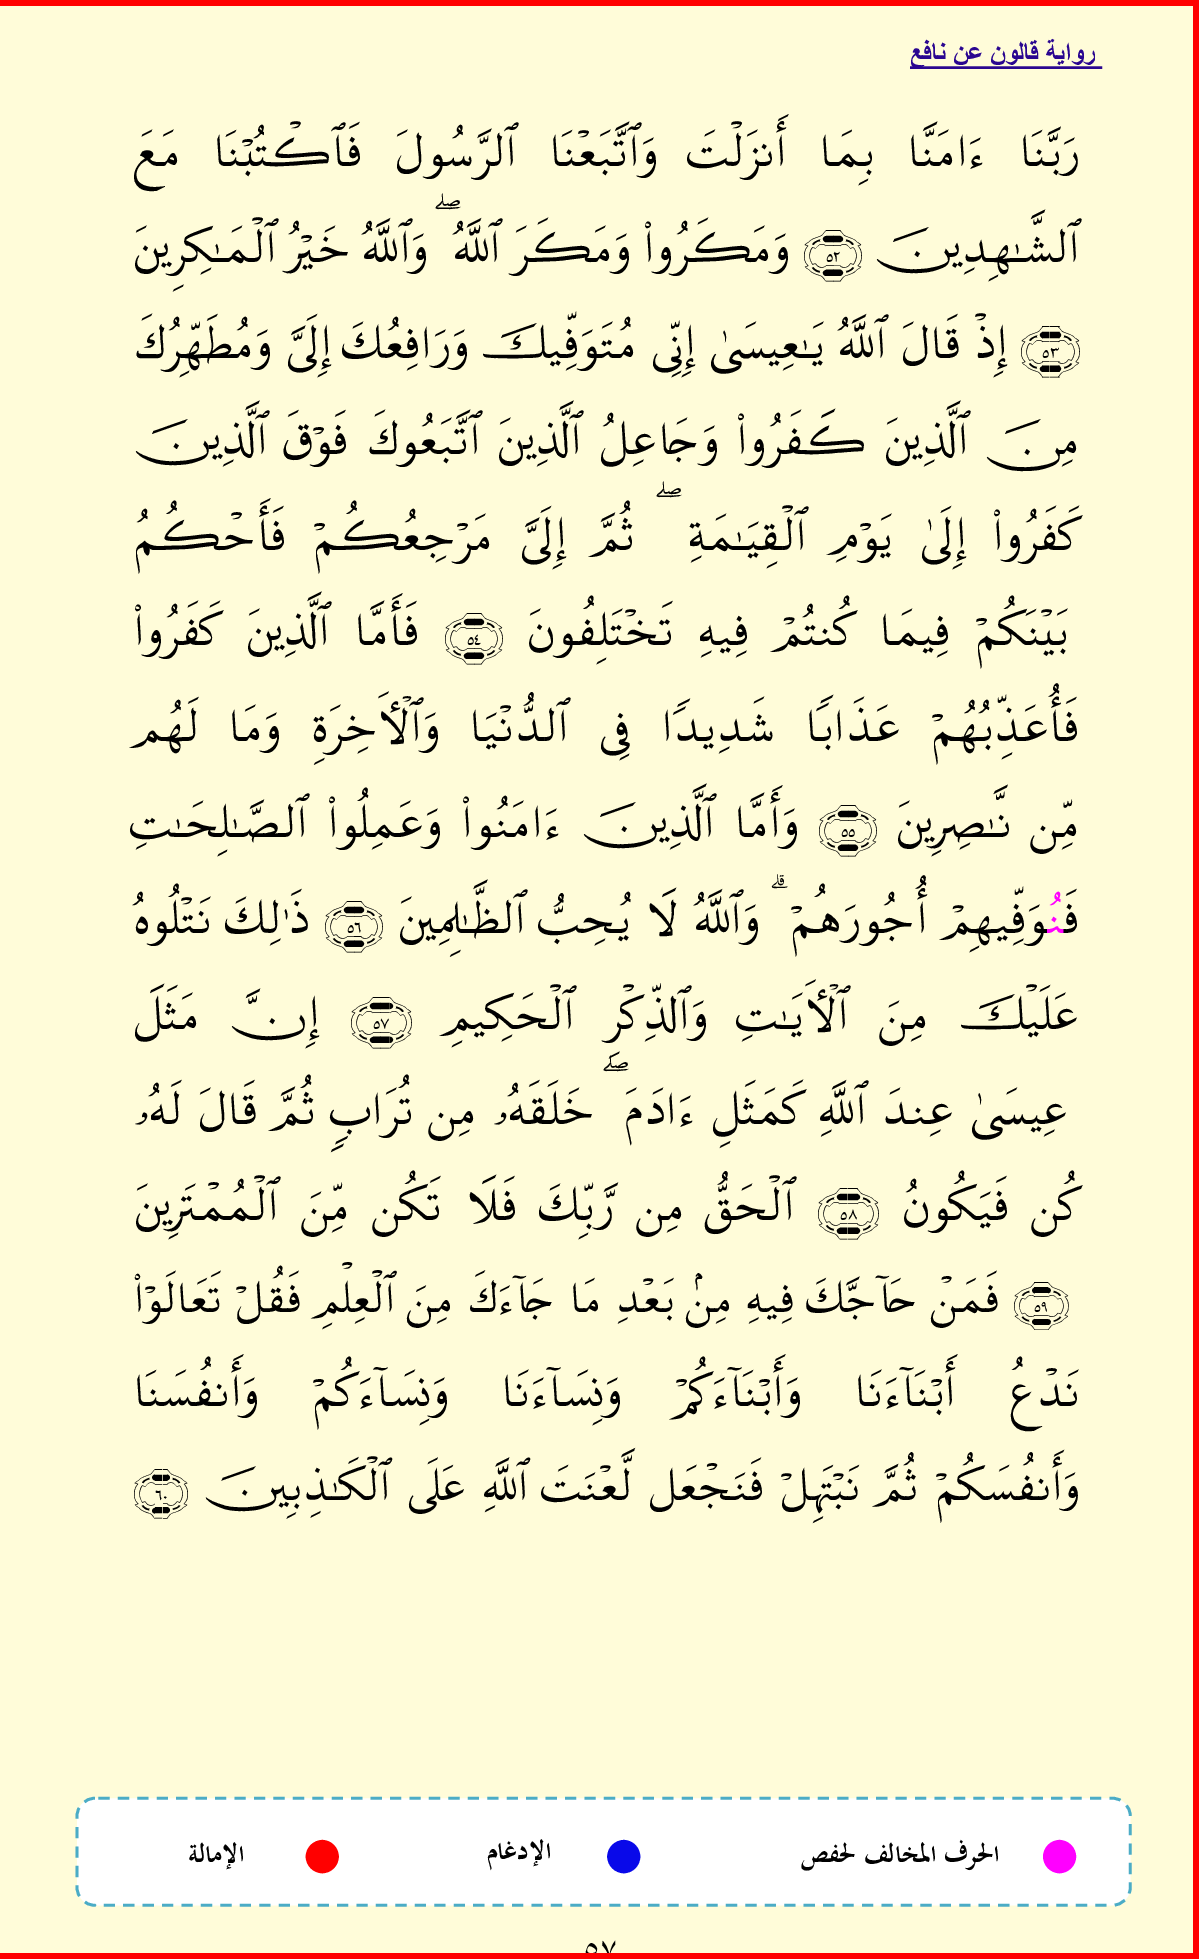 رواية قالون عن نافع
رَبَّنَا ءَامَنَّا بِمَا أَنزَلْتَ وَٱتَّبَعْنَا ٱلرَّسُولَ فَٱكْتُبْنَا مَعَ
ٱلشَّٰهِدِينَ ٥٢ وَمَكَرُوا۟ وَمَكَرَ ٱللَّهُۖ وَٱللَّهُ خَيْرُ ٱلْمَٰكِرِينَ
٥٣ إِذْ قَالَ ٱللَّهُ يَٰعِيسَىٰ إِنِّى مُتَوَفِّيكَ وَرَافِعُكَ إِلَىَّ وَمُطَهِّرُكَ
مِنَ ٱلَّذِينَ كَفَرُوا۟ وَجَاعِلُ ٱلَّذِينَ ٱتَّبَعُوكَ فَوْقَ ٱلَّذِينَ
كَفَرُوا۟ إِلَىٰ يَوْمِ ٱلْقِيَٰمَةِۖ ثُمَّ إِلَىَّ مَرْجِعُكُمْ فَأَحْكُمُ
بَيْنَكُمْ فِيمَا كُنتُمْ فِيهِ تَخْتَلِفُونَ ٥٤ فَأَمَّا ٱلَّذِينَ كَفَرُوا۟
فَأُعَذِّبُهُمْ عَذَابًا شَدِيدًا فِى ٱلدُّنْيَا وَٱلْأَخِرَةِ وَمَا لَهُم
مِّن نَّٰصِرِينَ ٥٥ وَأَمَّا ٱلَّذِينَ ءَامَنُوا۟ وَعَمِلُوا۟ ٱلصَّٰلِحَٰتِ
فَنُوَفِّيهِمْ أُجُورَهُمْۗ وَٱللَّهُ لَا يُحِبُّ ٱلظَّٰلِمِينَ ٥٦ ذَٰلِكَ نَتْلُوهُ
عَلَيْكَ مِنَ ٱلْأَيَٰتِ وَٱلذِّكْرِ ٱلْحَكِيمِ ٥٧ إِنَّ مَثَلَ
عِيسَىٰ عِندَ ٱللَّهِ كَمَثَلِ ءَادَمَۖ خَلَقَهُۥ مِن تُرَابٍ ثُمَّ قَالَ لَهُۥ
كُن فَيَكُونُ ٥٨ ٱلْحَقُّ مِن رَّبِّكَ فَلَا تَكُن مِّنَ ٱلْمُمْتَرِينَ
٥٩ فَمَنْ حَآجَّكَ فِيهِ مِنۢ بَعْدِ مَا جَآءَكَ مِنَ ٱلْعِلْمِ فَقُلْ تَعَالَوْا۟
نَدْعُ أَبْنَآءَنَا وَأَبْنَآءَكُمْ وَنِسَآءَنَا وَنِسَآءَكُمْ وَأَنفُسَنَا
وَأَنفُسَكُمْ ثُمَّ نَبْتَهِلْ فَنَجْعَل لَّعْنَتَ ٱللَّهِ عَلَى ٱلْكَٰذِبِينَ ٦٠
الحرف المخالف لحفص الإدغام الإمالة
٥٧